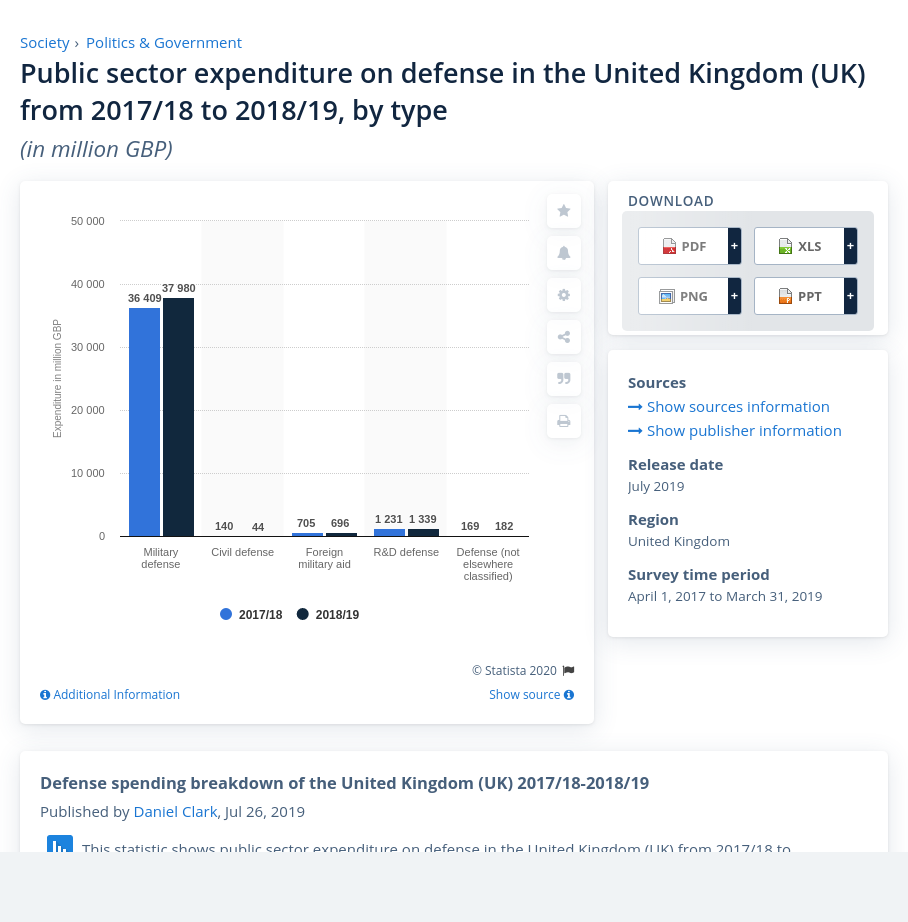 Society › Politics & Government
Public sector expenditure on defense in the United Kingdom (UK)
from 2017/18 to 2018/19, by type
(in million GBP)
50 000
40 000
30 000
20 000
10 000
0
Expenditure in million GBP
36 409
37 980
140
44
705
696
1 231
1 339
169
182
Military
defense
Civil defense
Foreign
military aid
R&D defense
Defense (not
elsewhere
classified)
2017/18
2018/19
© Statista 2020
Additional Information
Show source
DOWNLOAD
PDF +
XLS +
PNG +
PPT +
Sources
Show sources information
Show publisher information
Release date
July 2019
Region
United Kingdom
Survey time period
April 1, 2017 to March 31, 2019
Defense spending breakdown of the United Kingdom (UK) 2017/18-2018/19
Published by Daniel Clark, Jul 26, 2019
This statistic shows public sector expenditure on defense in the United Kingdom (UK) from 2017/18 to